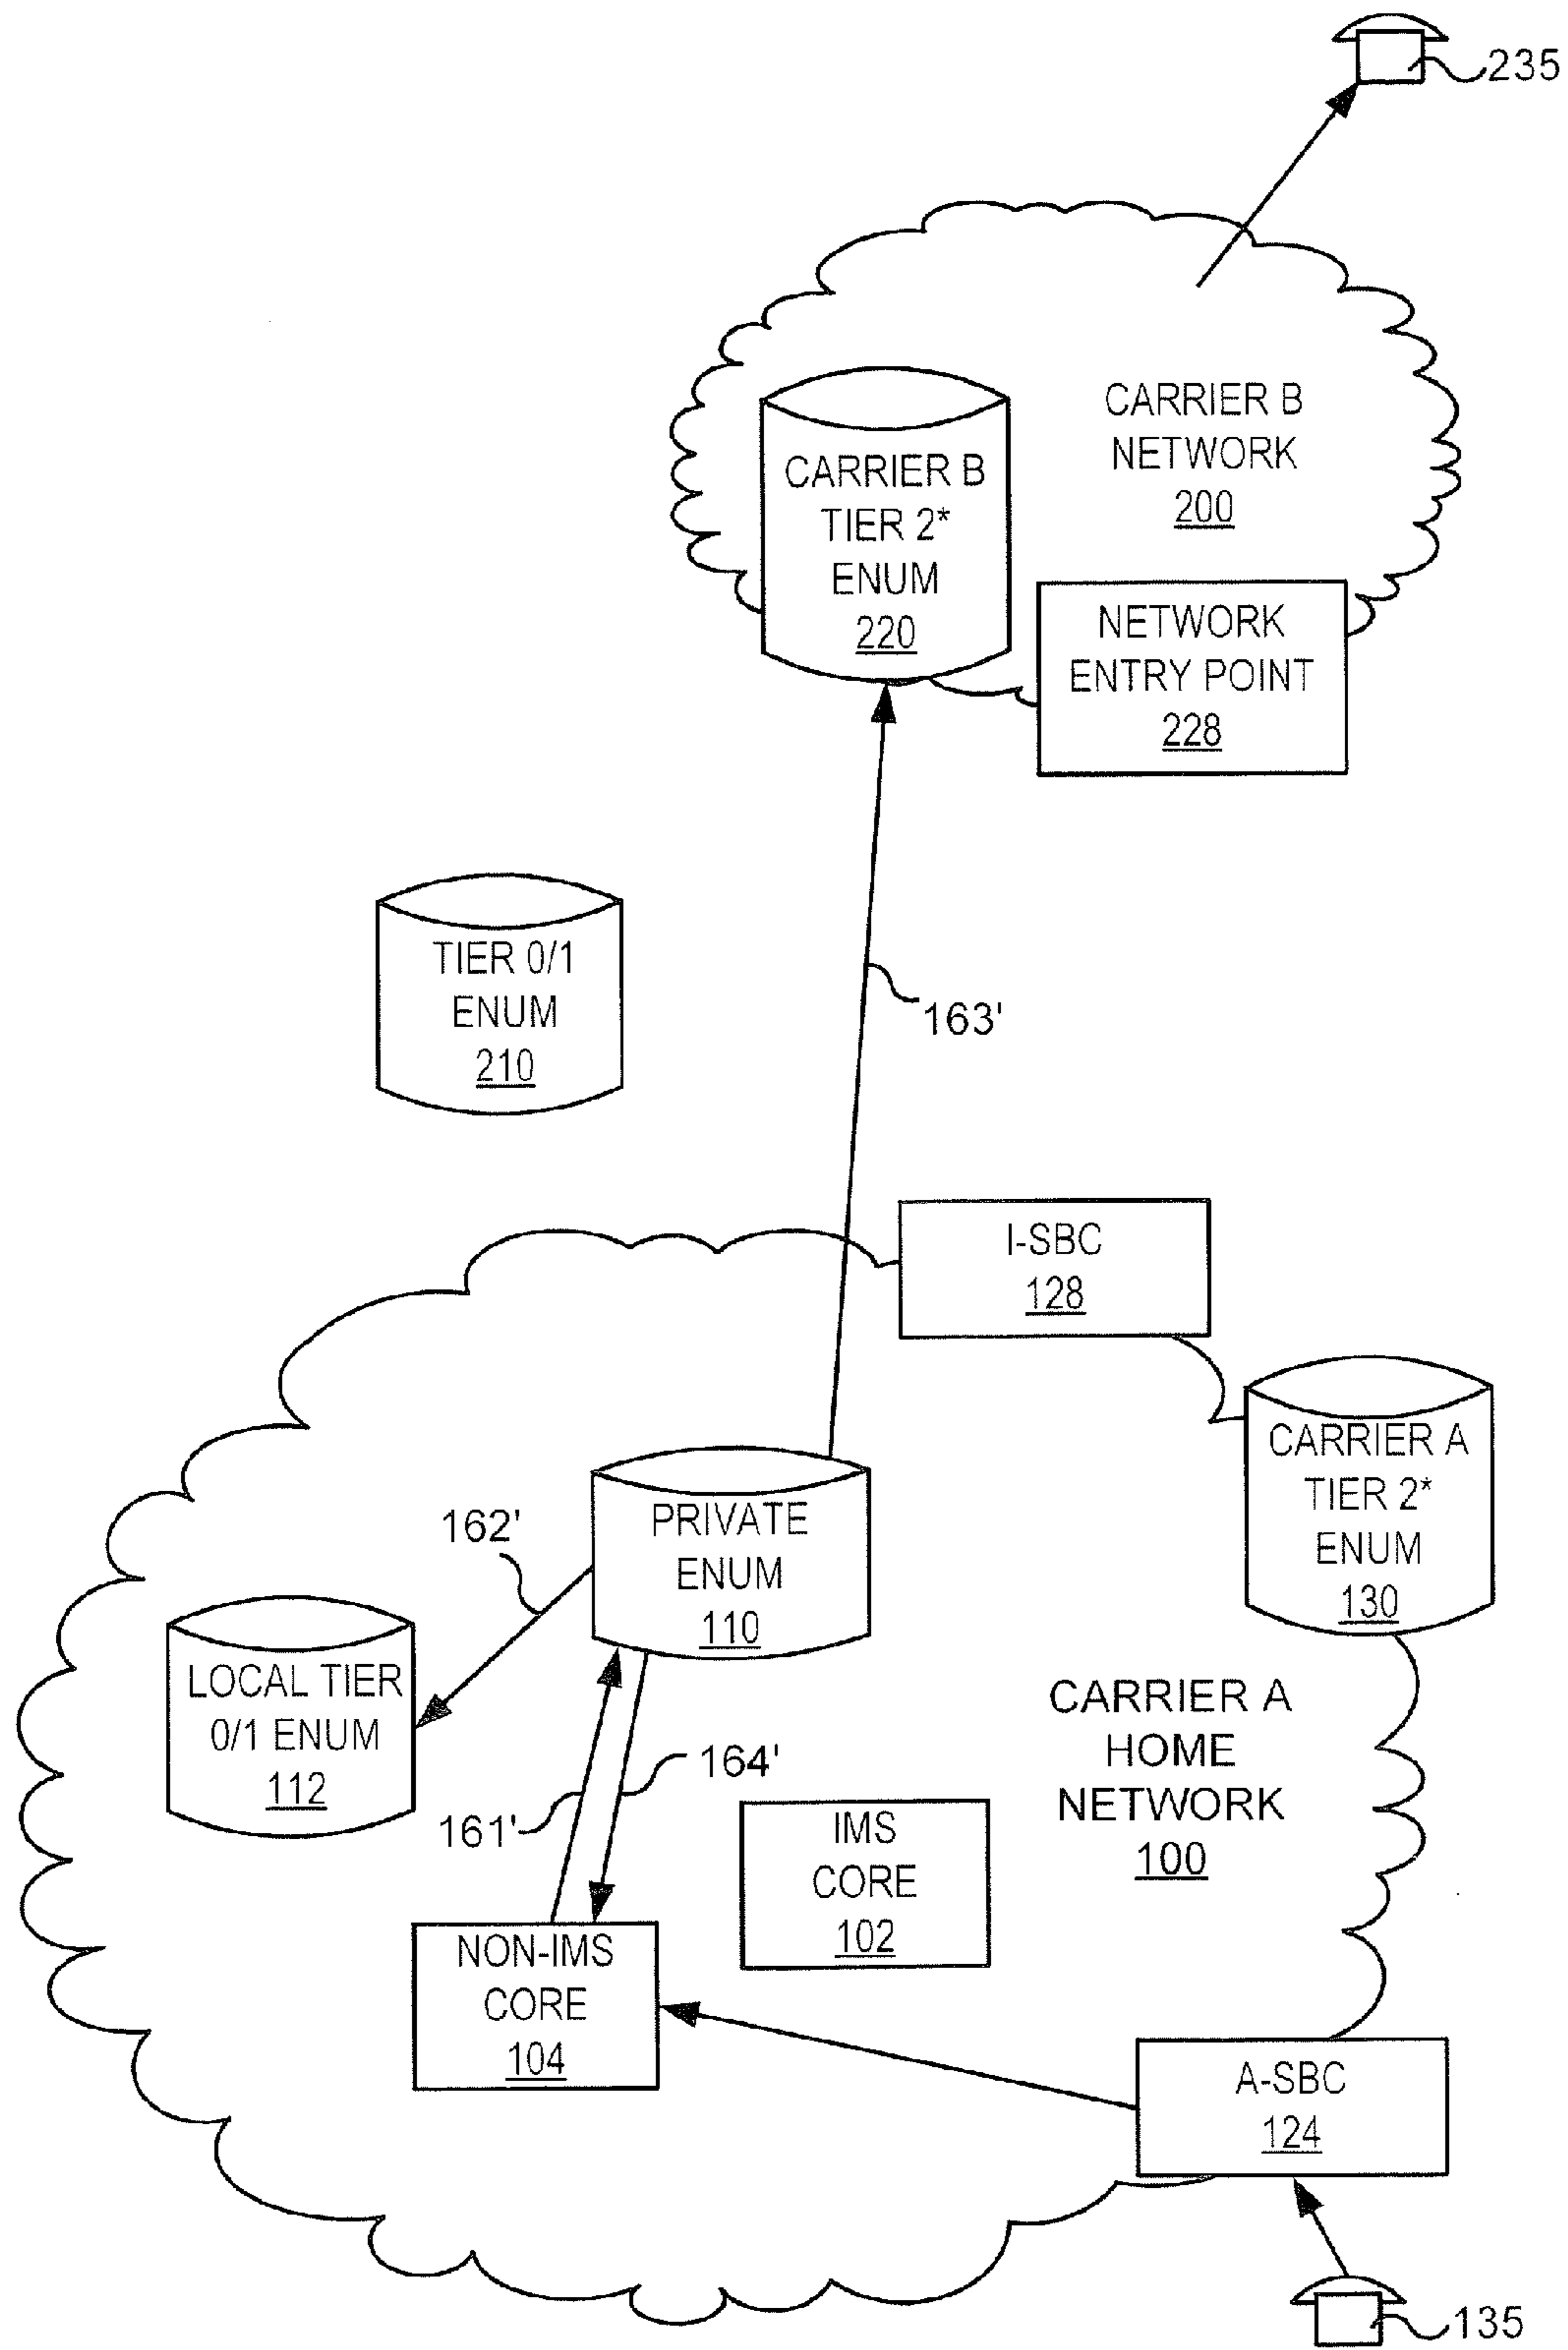 235
CARRIER B
NETWORK
200
CARRIER B
TIER 2*
ENUM
220
NETWORK
ENTRY POINT
228
TIER 0/1
ENUM
210
163'
I-SBC
128
CARRIER A
TIER 2*
ENUM
130
PRIVATE
ENUM
110
162'
LOCAL TIER
0/1 ENUM
112
CARRIER A
HOME
NETWORK
100
164'
161'
IMS
CORE
102
NON-IMS
CORE
104
A-SBC
124
135